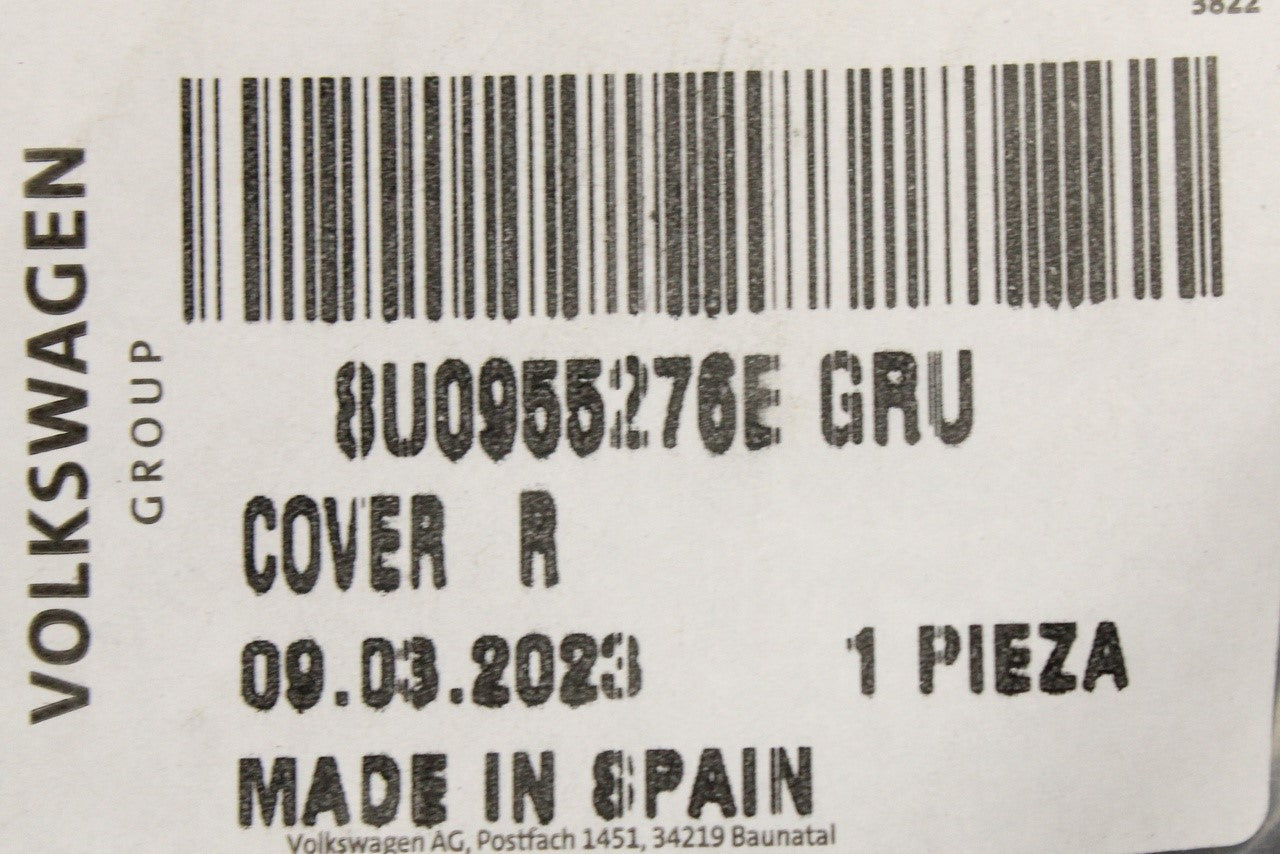 3822
VOLKSWAGEN
GROUP
8U0955276E GRU
COVER R
09.03.2023 1 PIEZA
MADE IN SPAIN
Volkswagen AG, Postfach 1451, 34219 Baunatal